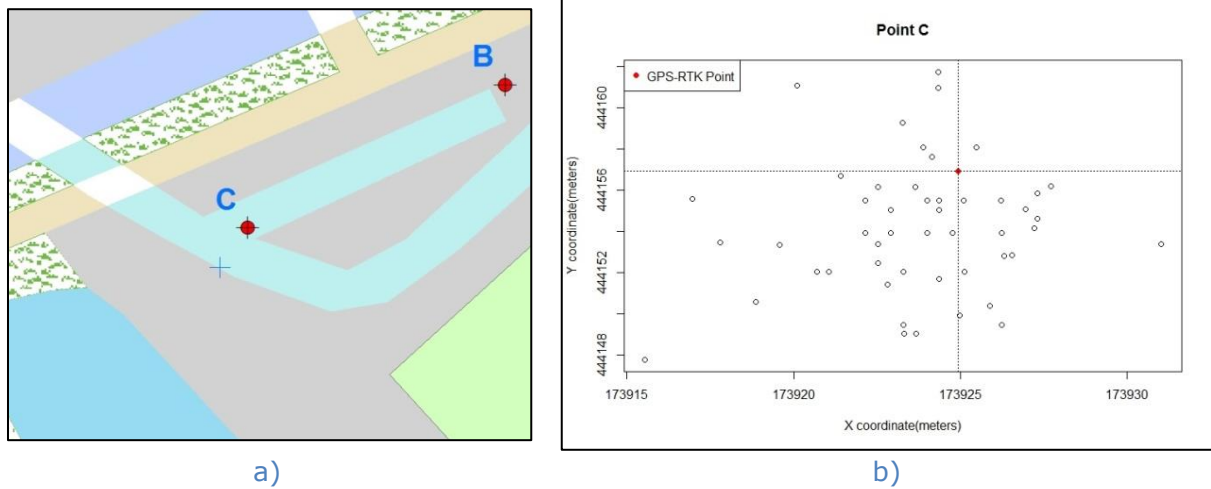 B
C
a)
Point C
GPS-RTK Point
Y coordinate(meters)
444160
444156
444152
444148
173915 173920 173925 173930
X coordinate(meters)
b)